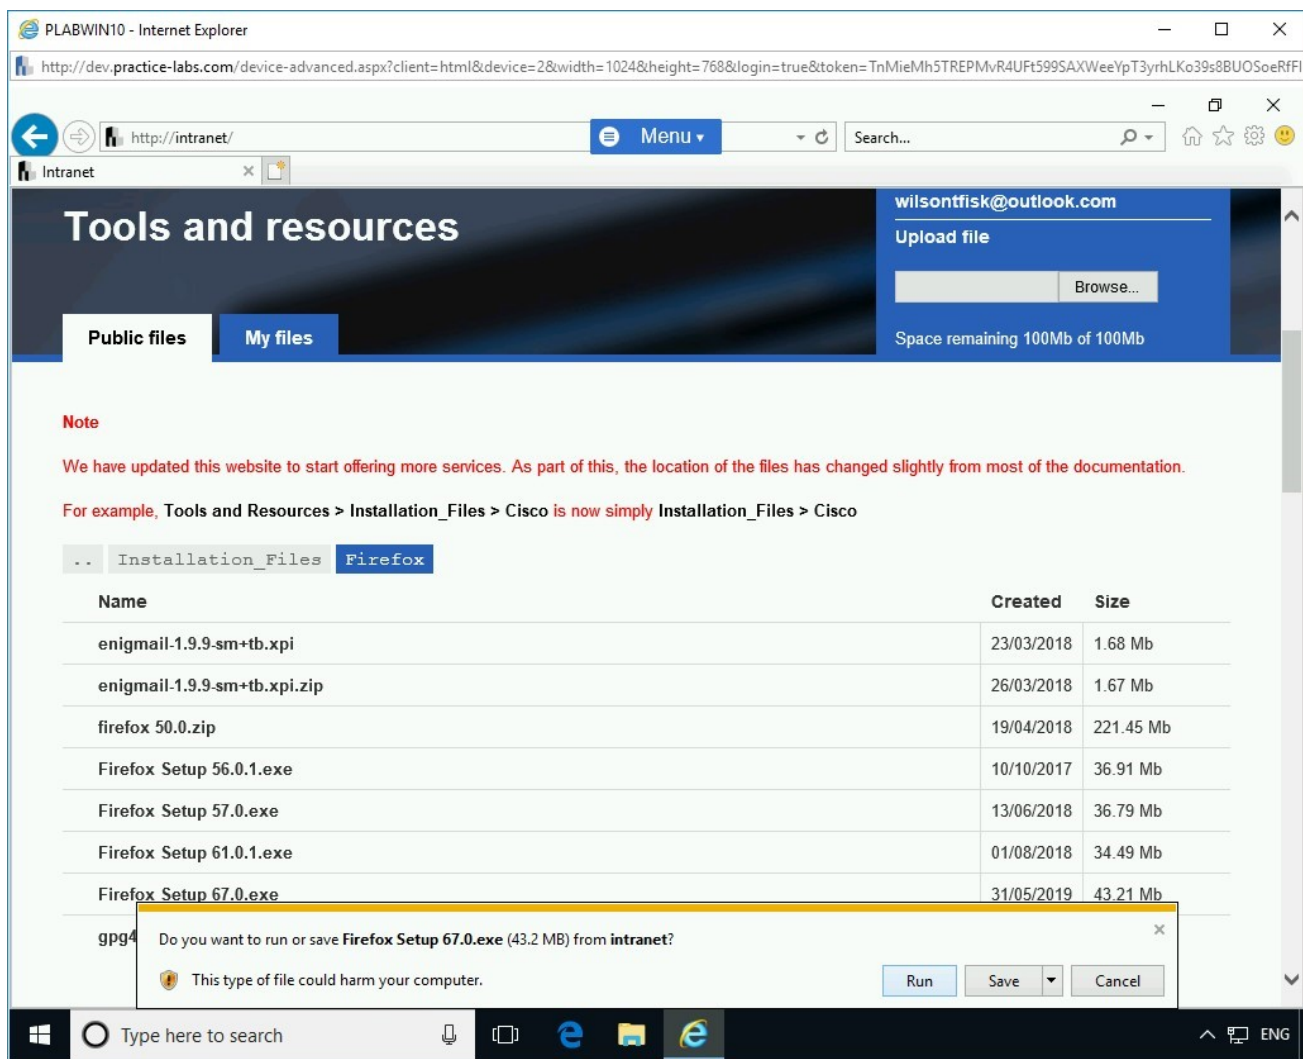 PLABWIN10 - Internet Explorer
http://dev.practice-labs.com/device-advanced.aspx?client=html&device=2&width=1024&height=768&login=true&token=TnMieMh5TREPMvR4UFt599SAXWeeYpT3yrhLKo39s8BUOSoeRfFl
http://intranet/
Menu
Search...
Intranet
Tools and resources
wilsontfisk@outlook.com
Upload file
Browse...
Space remaining 100Mb of 100Mb
Public files
My files
Note
We have updated this website to start offering more services. As part of this, the location of the files has changed slightly from most of the documentation.
For example, Tools and Resources > Installation_Files > Cisco is now simply Installation_Files > Cisco
.. Installation_Files Firefox
Name Created Size
enigmail-1.9.9-sm+tb.xpi 23/03/2018 1.68 Mb
enigmail-1.9.9-sm+tb.xpi.zip 26/03/2018 1.67 Mb
firefox 50.0.zip 19/04/2018 221.45 Mb
Firefox Setup 56.0.1.exe 10/10/2017 36.91 Mb
Firefox Setup 57.0.exe 13/06/2018 36.79 Mb
Firefox Setup 61.0.1.exe 01/08/2018 34.49 Mb
Firefox Setup 67.0.exe 31/05/2019 43.21 Mb
gpg4
Do you want to run or save Firefox Setup 67.0.exe (43.2 MB) from intranet?
This type of file could harm your computer.
Run Save Cancel
Type here to search
ENG